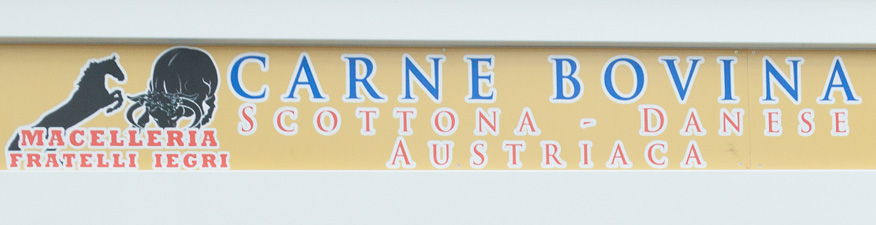 MACELLERIA
FRATELLI IEGRI
CARNE BOVINA
SCOTTONA - DANESE
AUSTRIACA